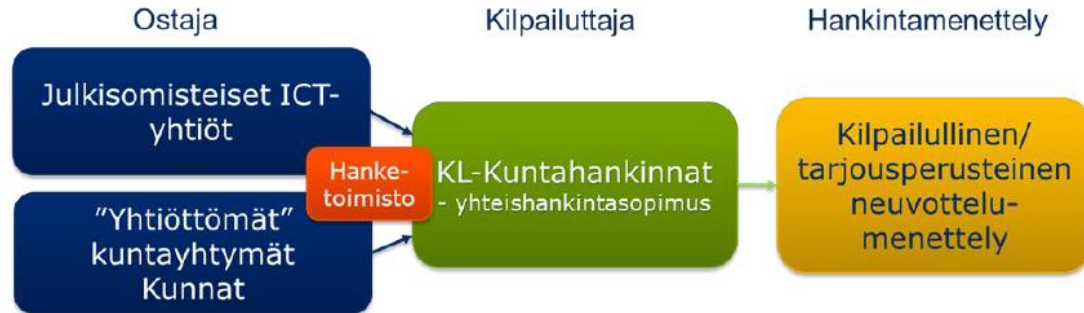 Ostaja
Kilpailuttaja
Hankintamenettely
Julkisomisteiset ICT-
yhtiöt
"Yhtiöttömät"
kuntayhtymät
Kunnat
Hanke-
toimisto
KL-Kuntahankinnat
- yhteishankintasopimus
Kilpailullinen/
tarjousperusteinen
neuvottelu-
menettely